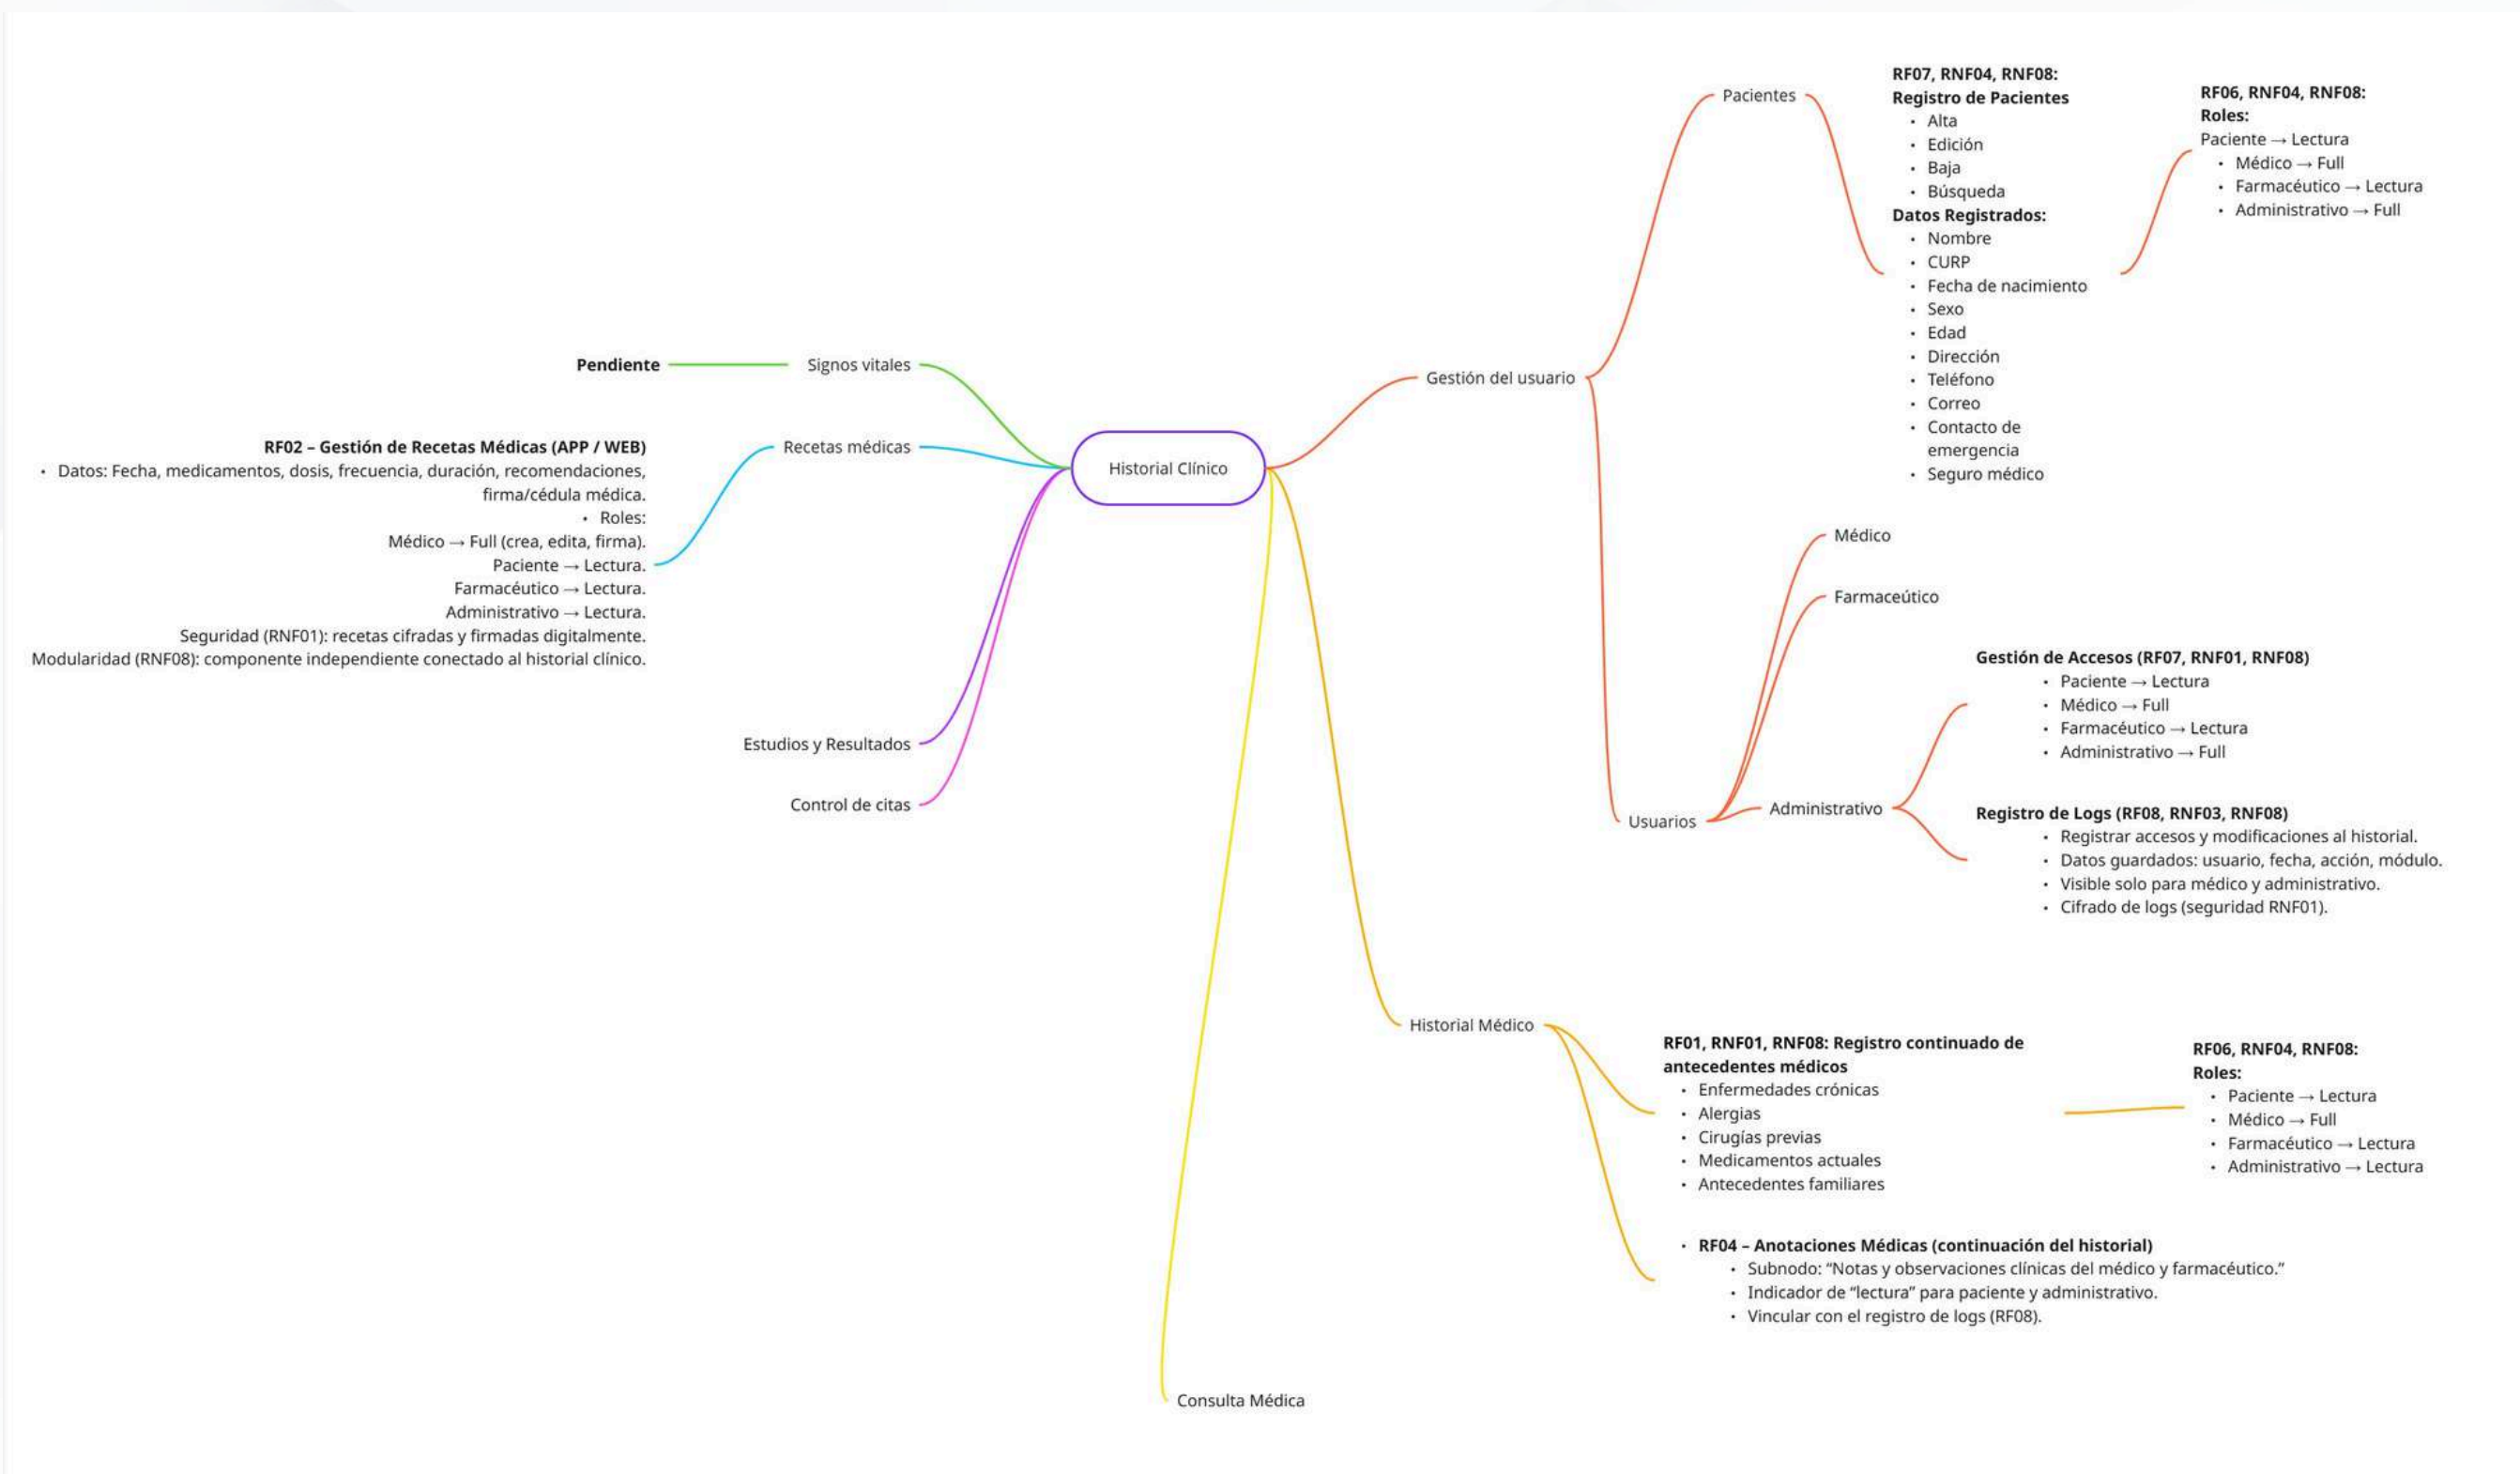 Historial Clínico
Signos vitales
Pendiente
Recetas médicas
RF02 – Gestión de Recetas Médicas (APP / WEB)
• Datos: Fecha, medicamentos, dosis, frecuencia, duración, recomendaciones,
firma/cédula médica.
• Roles:
Médico → Full (crea, edita, firma).
Paciente → Lectura.
Farmacéutico → Lectura.
Administrativo → Lectura.
Seguridad (RNF01): recetas cifradas y firmadas digitalmente.
Modularidad (RNF08): componente independiente conectado al historial clínico.
Estudios y Resultados
Control de citas
Gestión del usuario
Pacientes
RF07, RNF04, RNF08:
Registro de Pacientes
• Alta
• Edición
• Baja
• Búsqueda
Datos Registrados:
• Nombre
• CURP
• Fecha de nacimiento
• Sexo
• Edad
• Dirección
• Teléfono
• Correo
• Contacto de
emergencia
• Seguro médico
RF06, RNF04, RNF08:
Roles:
Paciente → Lectura
• Médico → Full
• Farmacéutico → Lectura
• Administrativo → Full
Usuarios
Médico
Farmaceútico
Administrativo
Gestión de Accesos (RF07, RNF01, RNF08)
• Paciente → Lectura
• Médico → Full
• Farmacéutico → Lectura
• Administrativo → Full
Registro de Logs (RF08, RNF03, RNF08)
• Registrar accesos y modificaciones al historial.
• Datos guardados: usuario, fecha, acción, módulo.
• Visible solo para médico y administrativo.
• Cifrado de logs (seguridad RNF01).
Historial Médico
RF01, RNF01, RNF08: Registro continuado de
antecedentes médicos
• Enfermedades crónicas
• Alergias
• Cirugías previas
• Medicamentos actuales
• Antecedentes familiares
RF06, RNF04, RNF08:
Roles:
• Paciente → Lectura
• Médico → Full
• Farmacéutico → Lectura
• Administrativo → Lectura
• RF04 – Anotaciones Médicas (continuación del historial)
• Subnodo: “Notas y observaciones clínicas del médico y farmacéutico.”
• Indicador de “lectura” para paciente y administrativo.
• Vincular con el registro de logs (RF08).
Consulta Médica